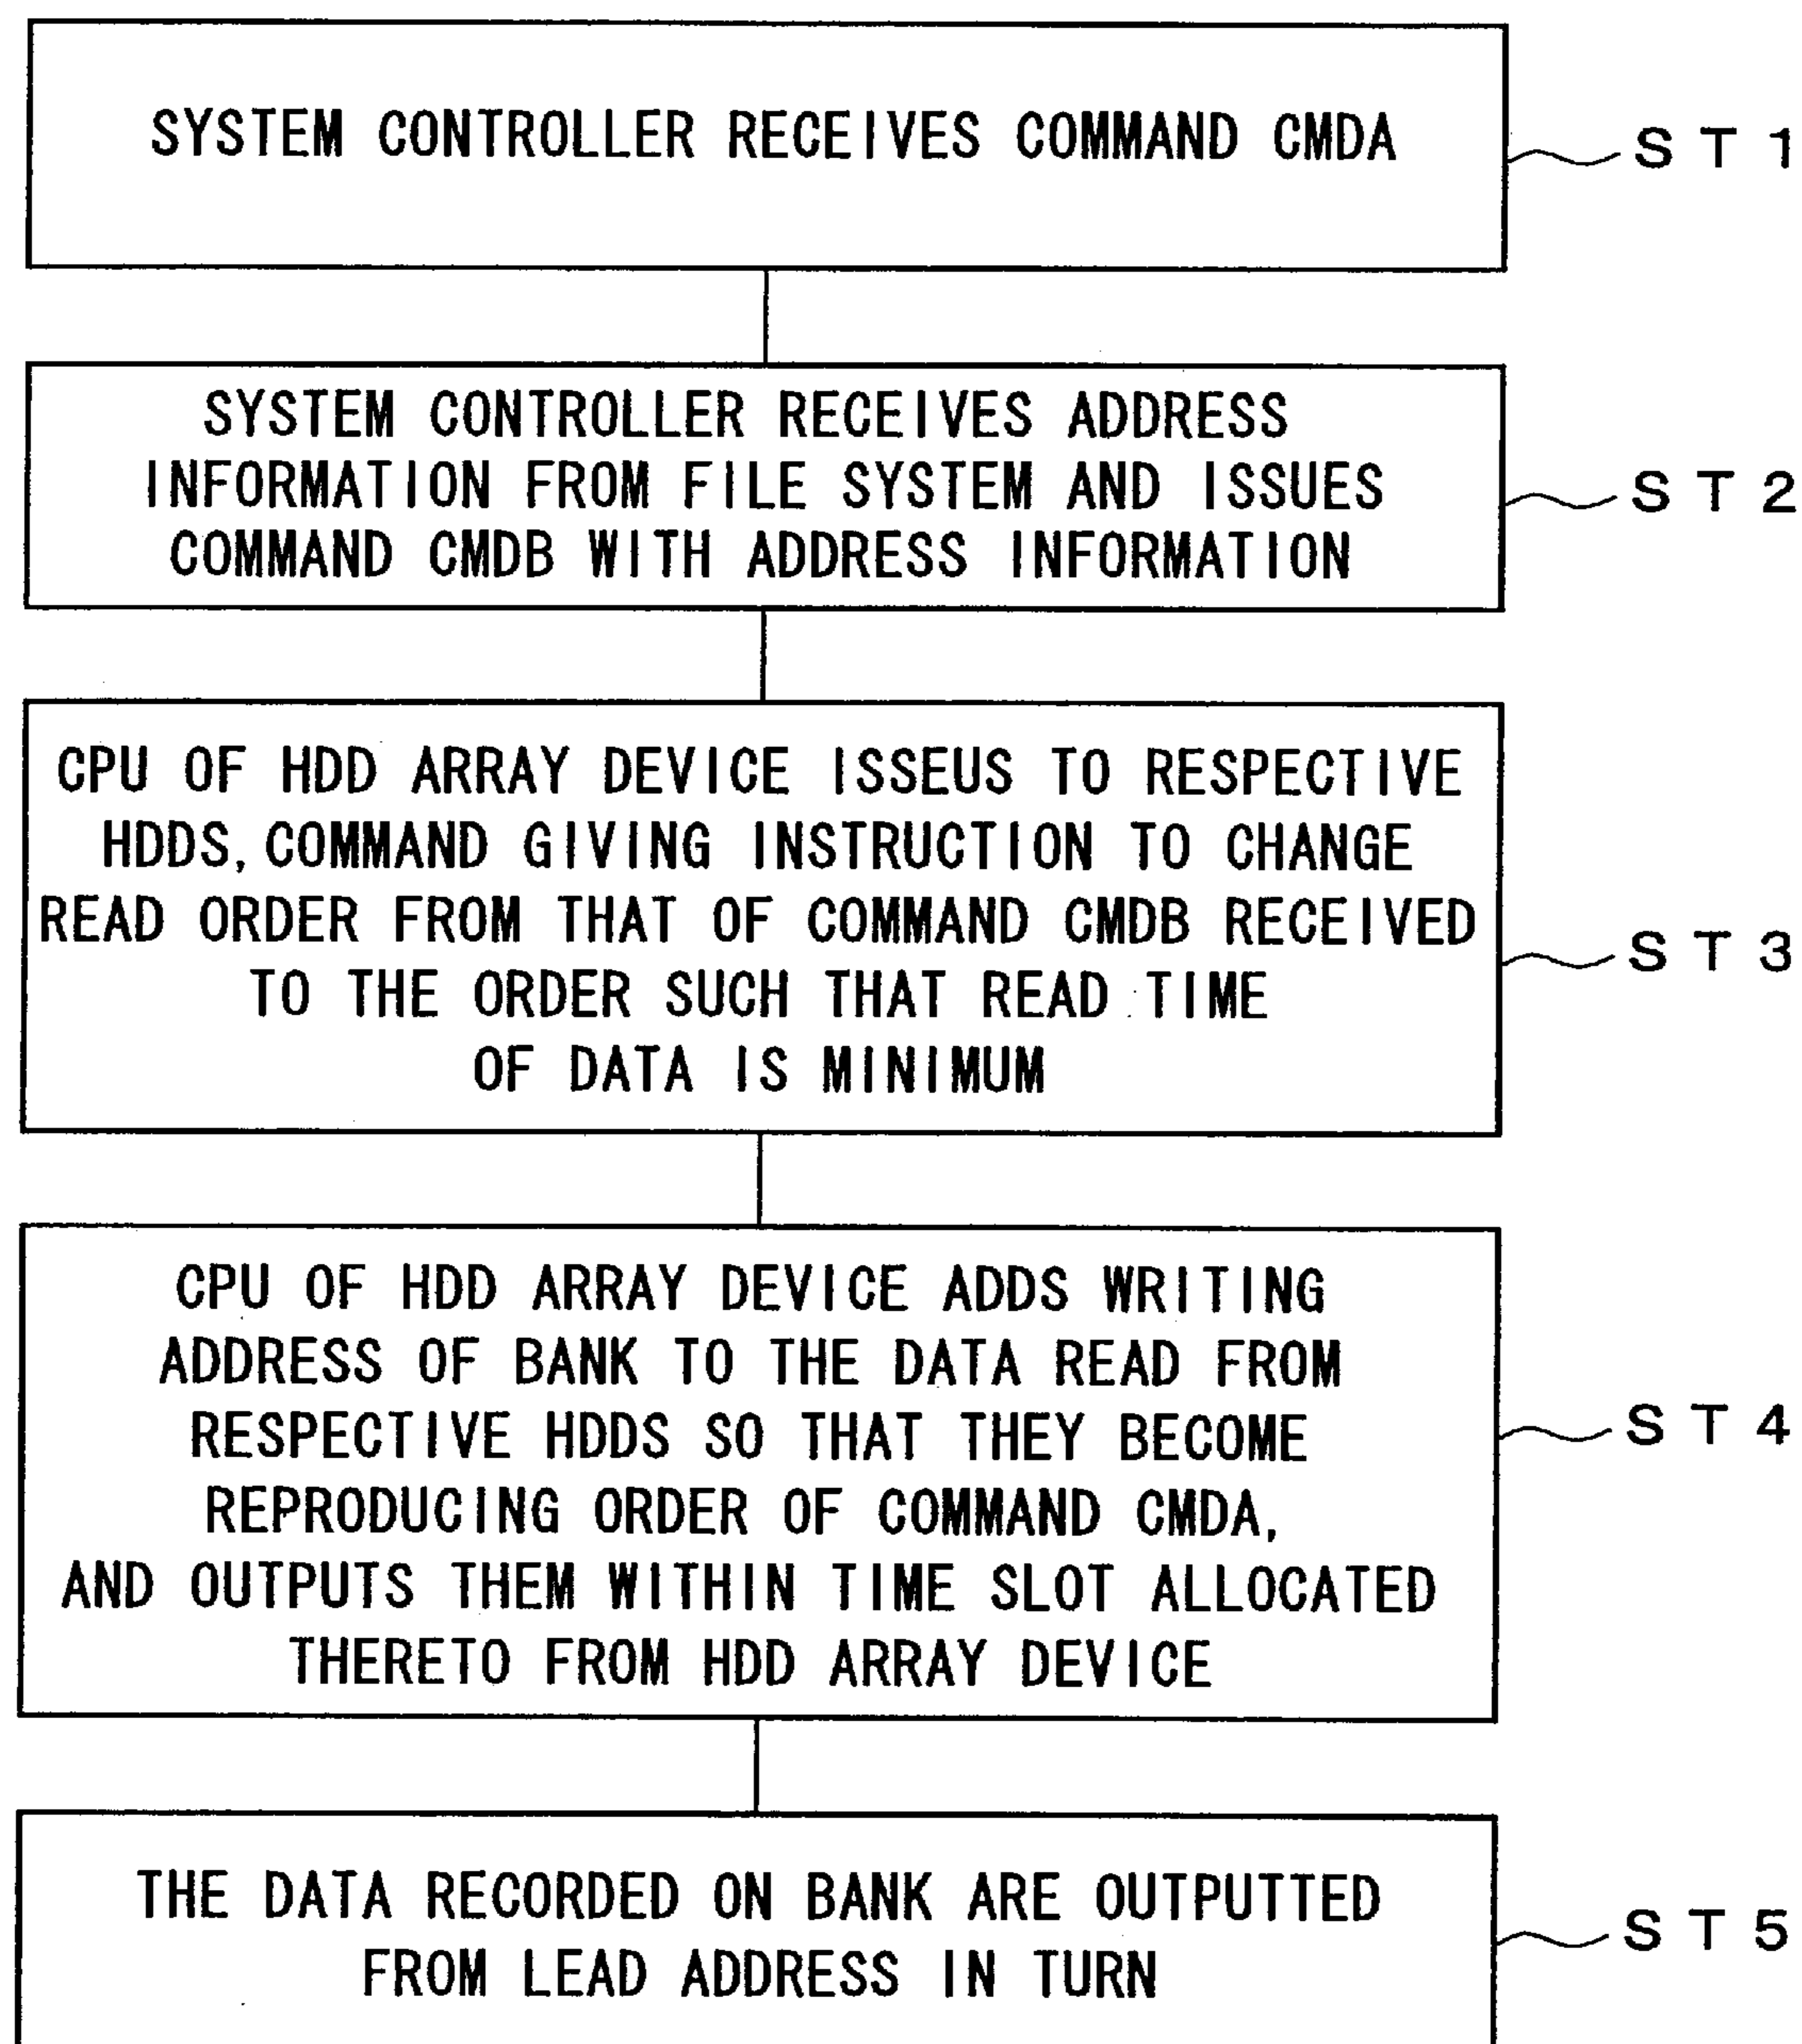 SYSTEM CONTROLLER RECEIVES COMMAND CMDA
ST1
SYSTEM CONTROLLER RECEIVES ADDRESS
INFORMATION FROM FILE SYSTEM AND ISSUES
COMMAND CMDB WITH ADDRESS INFORMATION
ST2
CPU OF HDD ARRAY DEVICE ISSEUS TO RESPECTIVE
HDDS, COMMAND GIVING INSTRUCTION TO CHANGE
READ ORDER FROM THAT OF COMMAND CMDB RECEIVED
TO THE ORDER SUCH THAT READ TIME
OF DATA IS MINIMUM
ST3
CPU OF HDD ARRAY DEVICE ADDS WRITING
ADDRESS OF BANK TO THE DATA READ FROM
RESPECTIVE HDDS SO THAT THEY BECOME
REPRODUCING ORDER OF COMMAND CMDA,
AND OUTPUTS THEM WITHIN TIME SLOT ALLOCATED
THERETO FROM HDD ARRAY DEVICE
ST4
THE DATA RECORDED ON BANK ARE OUTPUTTED
FROM LEAD ADDRESS IN TURN
ST5